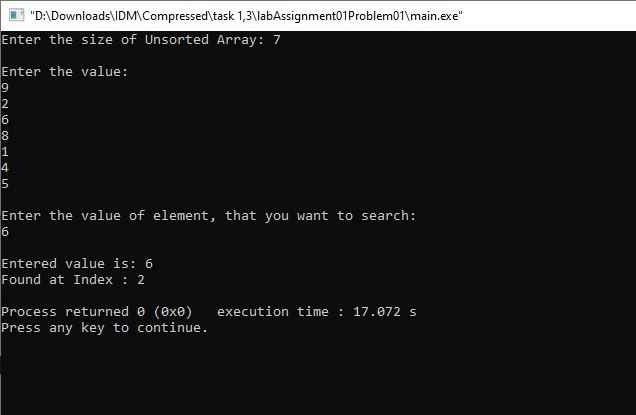 "D:\Downloads\IDM\Compressed\task 1,3\labAssignment01Problem01\main.exe"
Enter the size of Unsorted Array: 7
Enter the value:
9
2
6
8
1
4
5
Enter the value of element, that you want to search:
6
Entered value is: 6
Found at Index : 2
Process returned 0 (0x0)   execution time : 17.072 s
Press any key to continue.